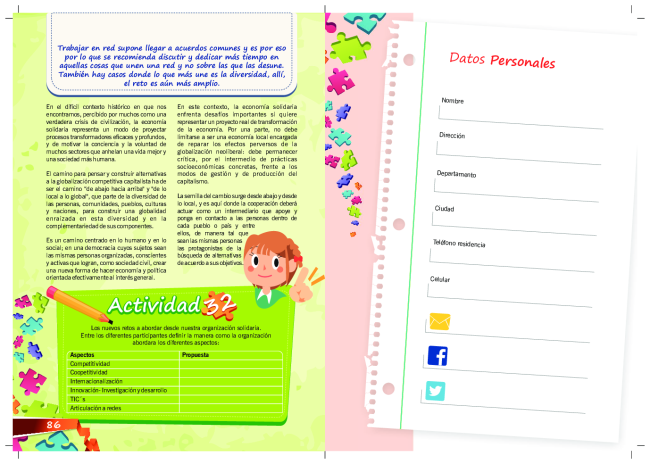 Trabajar en red supone llegar a acuerdos comunes y es por eso
por lo que se recomienda discutir y dedicar más tiempo en
aquellas cosas que unen una red y no sobre las que las desune.
También hay casos donde lo que más une es la diversidad, allí,
el reto es aún más amplio.
En el difícil contexto histórico en que nos
encontramos, percibido por muchos como una
verdadera crisis de civilización, la economía
solidaria representa un modo de proyectar
procesos transformadores eficaces y profundos,
y de motivar la conciencia y la voluntad de
muchos sectores que anhelan una vida mejor y
una sociedad más humana.
El camino para pensar y construir alternativas
a la globalización competitiva capitalista ha de
ser el camino "de abajo hacia arriba" y "de lo
local a lo global", que parte de la diversidad de
las personas, comunidades, pueblos, culturas
y naciones, para construir una globalidad
enraizada en esta diversidad y en la
complementariedad de sus componentes.
Es un camino centrado en lo humano y en lo
social; en una democracia cuyos sujetos sean
las mismas personas organizadas, conscientes
y activas que logran, como sociedad civil, crear
una nueva forma de hacer economía y política
orientada efectivamente al interés general.
En este contexto, la economía solidaria
enfrenta desafíos importantes si quiere
representar un proyecto real de transformación
de la economía. Por una parte, no debe
limitarse a ser una economía local encargada
de reparar los efectos perversos de la
globalización neoliberal: debe permanecer
crítica, por el intermedio de prácticas
socioeconómicas concretas, frente a los
modos de gestión y de producción del
capitalismo.
La semilla del cambio surge desde abajo y desde
lo local, y es aquí donde la cooperación deberá
actuar como un intermediario que apoye y
ponga en contacto a las personas dentro de
cada pueblo o país y entre
ellos, de manera tal que
sean las mismas personas
las protagonistas de la
búsqueda de alternativas
de acuerdo a sus objetivos.
Actividad 32
Los nuevos retos a abordar desde nuestra organización solidaria.
Entre los diferentes participantes definir la manera como la organización
abordara los diferentes aspectos:
Aspectos Propuesta
Competitividad
Coopetitividad
Internacionalización
Innovación- Investigación y desarrollo
TIC´s
Articulación a redes
86
Datos Personales
Nombre
Dirección
Departamento
Ciudad
Teléfono residencia
Celular